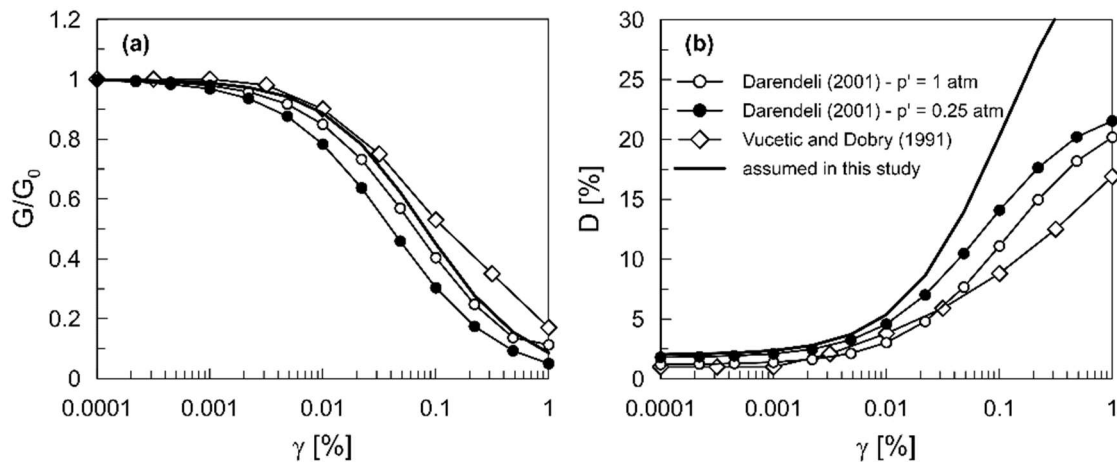 1.2
1
0.8
0.6
0.4
0.2
0
(a)
G/G0
0.0001
0.001
0.01
0.1
1
γ [%]
30
25
20
15
10
5
0
(b)
Darendeli (2001) - p' = 1 atm
Darendeli (2001) - p' = 0.25 atm
Vucetic and Dobry (1991)
assumed in this study
D [%]
0.0001
0.001
0.01
0.1
1
γ [%]